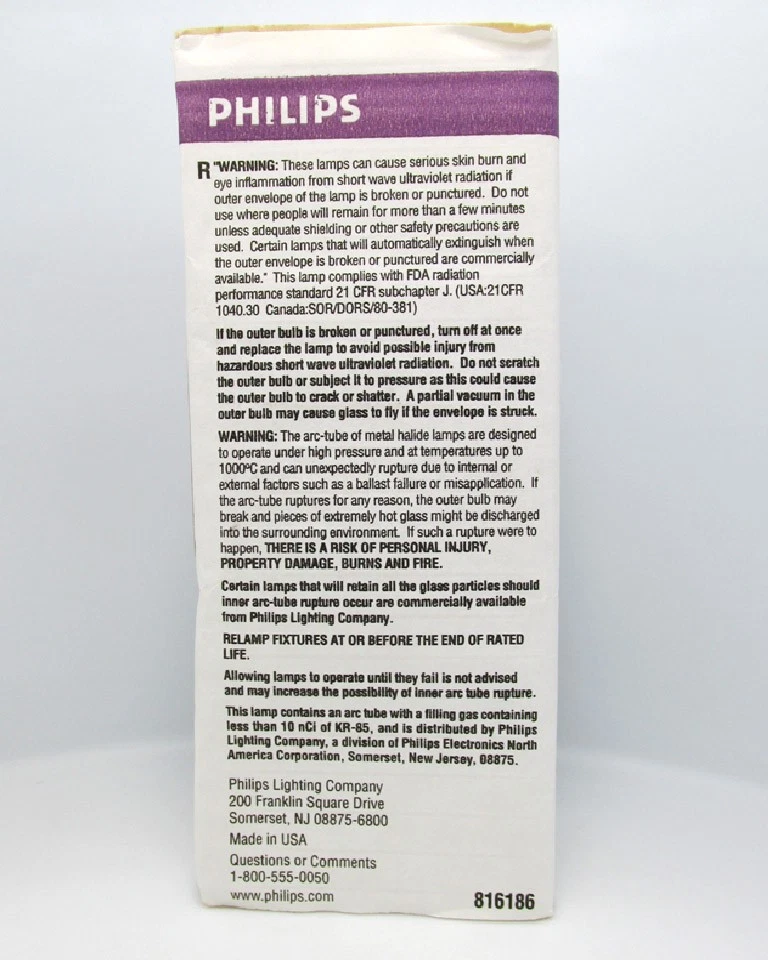 PHILIPS
R "WARNING: These lamps can cause serious skin burn and
eye inflammation from short wave ultraviolet radiation if
outer envelope of the lamp is broken or punctured. Do not
use where people will remain for more than a few minutes
unless adequate shielding or other safety precautions are
used. Certain lamps that will automatically extinguish when
the outer envelope is broken or punctured are commercially
available." This lamp complies with FDA radiation
performance standard 21 CFR subchapter J. (USA:21CFR
1040.30 Canada:SOR/DORS/80-381)
If the outer bulb is broken or punctured, turn off at once
and replace the lamp to avoid possible injury from
hazardous short wave ultraviolet radiation. Do not scratch
the outer bulb or subject it to pressure as this could cause
the outer bulb to crack or shatter. A partial vacuum in the
outer bulb may cause glass to fly if the envelope is struck.
WARNING: The arc-tube of metal halide lamps are designed
to operate under high pressure and at temperatures up to
1000ºC and can unexpectedly rupture due to internal or
external factors such as a ballast failure or misapplication. If
the arc-tube ruptures for any reason, the outer bulb may
break and pieces of extremely hot glass might be discharged
into the surrounding environment. If such a rupture were to
happen, THERE IS A RISK OF PERSONAL INJURY,
PROPERTY DAMAGE, BURNS AND FIRE.
Certain lamps that will retain all the glass particles should
inner arc-tube rupture occur are commercially available
from Philips Lighting Company.
RELAMP FIXTURES AT OR BEFORE THE END OF RATED
LIFE.
Allowing lamps to operate until they fail is not advised
and may increase the possibility of inner arc tube rupture.
This lamp contains an arc tube with a filling gas containing
less than 10 nCi of KR-85, and is distributed by Philips
Lighting Company, a division of Philips Electronics North
America Corporation, Somerset, New Jersey, 08875.
Philips Lighting Company
200 Franklin Square Drive
Somerset, NJ 08875-6800
Made in USA
Questions or Comments
1-800-555-0050
www.philips.com
816186